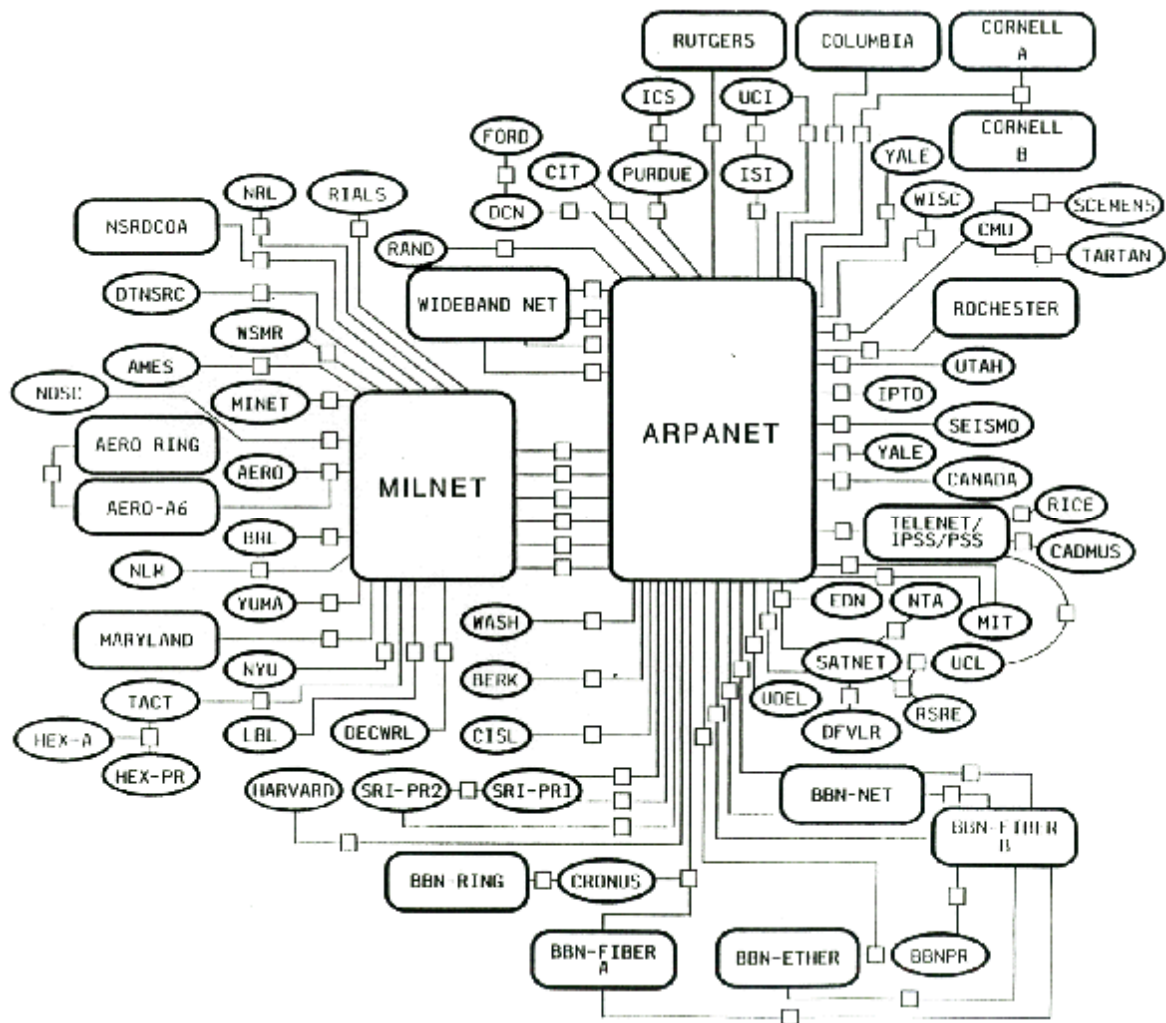 RUTGERS
COLUMBIA
CORNELL
A
ICS
UCI
FORD
CORNELL
B
YALE
CIT
PURDUE
ISI
NRL
RIALS
DCN
WISC
SCEMENS
NSRDCOA
CMU
RAND
TARTAN
DTNSRC
WIDEBAND NET
ROCHESTER
WSMR
AMES
UTAH
NOSC
MINET
IPTO
ARPANET
SEISMO
AERO RING
YALE
AERO
MILNET
CANADA
AERO-A6
RICE
TELENET/
IPSS/PSS
BRL
CADMUS
NLM
YUMA
EDN
NTA
WASH
MIT
MARYLAND
SATNET
UCL
NYU
BERK
UDEL
TACT
RSRE
LBL
DECWRL
CISL
DFVLR
HEX-A
HEX-PR
HARVARD
SRI-PR2
SRI-PR1
BBN-NET
BBN-FIBER
B
BBN-RING
CRONUS
BBN-FIBER
A
BBN-ETHER
BBNPR